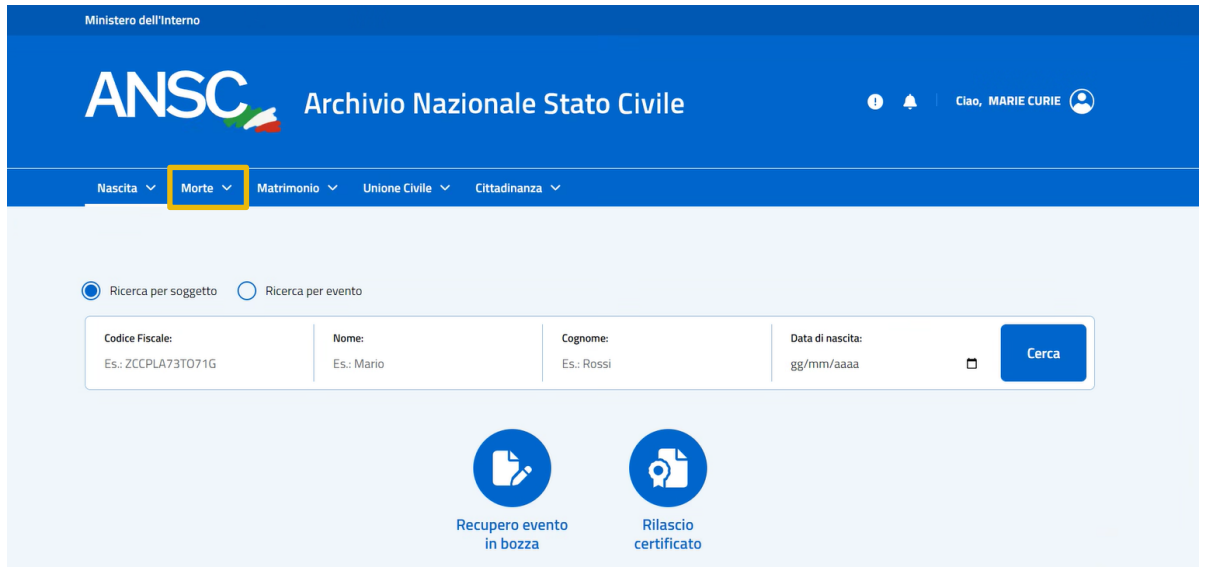 Ministero dell'Interno
ANSC Archivio Nazionale Stato Civile
Ciao, MARIE CURIE
Nascita Morte Matrimonio Unione Civile Cittadinanza
Ricerca per soggetto Ricerca per evento
Codice Fiscale: Nome: Cognome: Data di nascita:
Es.: ZCCPLA73TO71G Es.: Mario Es.: Rossi gg/mm/aaaa
Cerca
Recupero evento
in bozza
Rilascio
certificato